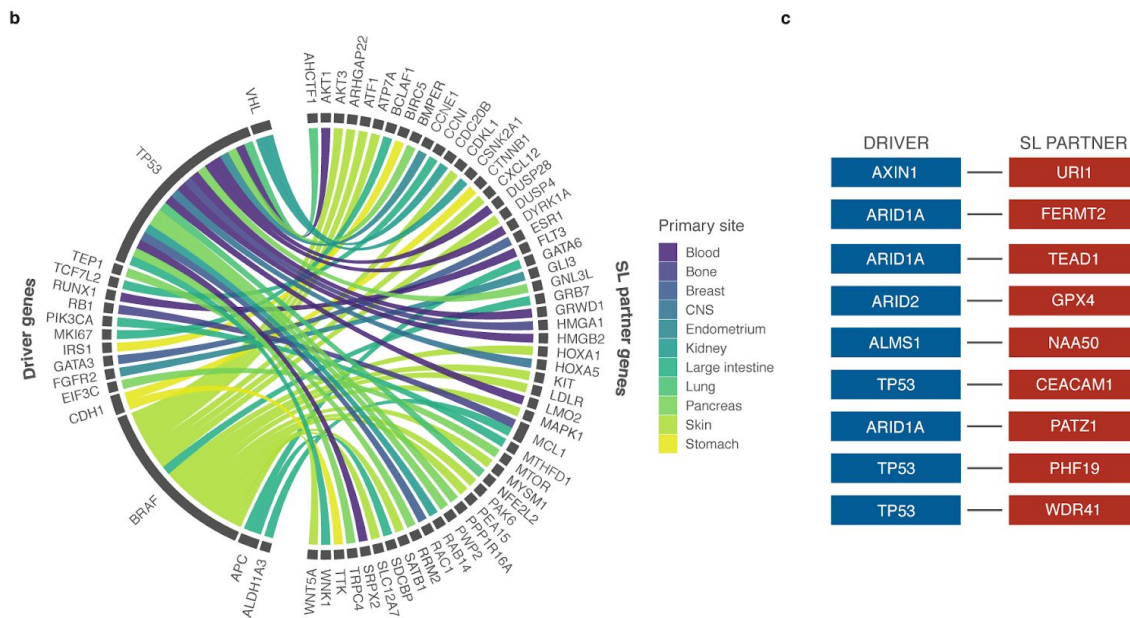 b
VHL
TP53
TEP1
TCF7L2
RUNX1
RB1
PIK3CA
MKI67
IRS1
GATA3
FGFR2
EIF3C
CDH1
BRAF
APC
ALDH1A3
Driver genes
AHCTF1
AKT1
AKT3
ARHGAP22
ATF1
ATP7A
BCLAF1
BIRC5
BMPER
CCNE1
CCNI
CDC20B
CDKL1
CSNK2A1
CTNNB1
CXCL12
DUSP28
DUSP4
DYRK1A
ESR1
FLT3
GATA6
GLI3
GNL3L
GRB7
GRWD1
HMGA1
HMGB2
HOXA1
HOXA5
KIT
LDLR
LMO2
MAPK1
MCL1
MTHFD1
MTOR
MYSM1
NFE2L2
PAK6
PEA15
PPP1R16A
PWP2
RAB14
RAC1
RRM2
SATB1
SDCBP
SLC12A7
SRPX2
TRPC4
TTK
WNK1
WNT5A
SL partner genes
Primary site
Blood
Bone
Breast
CNS
Endometrium
Kidney
Large intestine
Lung
Pancreas
Skin
Stomach
c
DRIVER SL PARTNER
AXIN1 URI1
ARID1A FERMT2
ARID1A TEAD1
ARID2 GPX4
ALMS1 NAA50
TP53 CEACAM1
ARID1A PATZ1
TP53 PHF19
TP53 WDR41